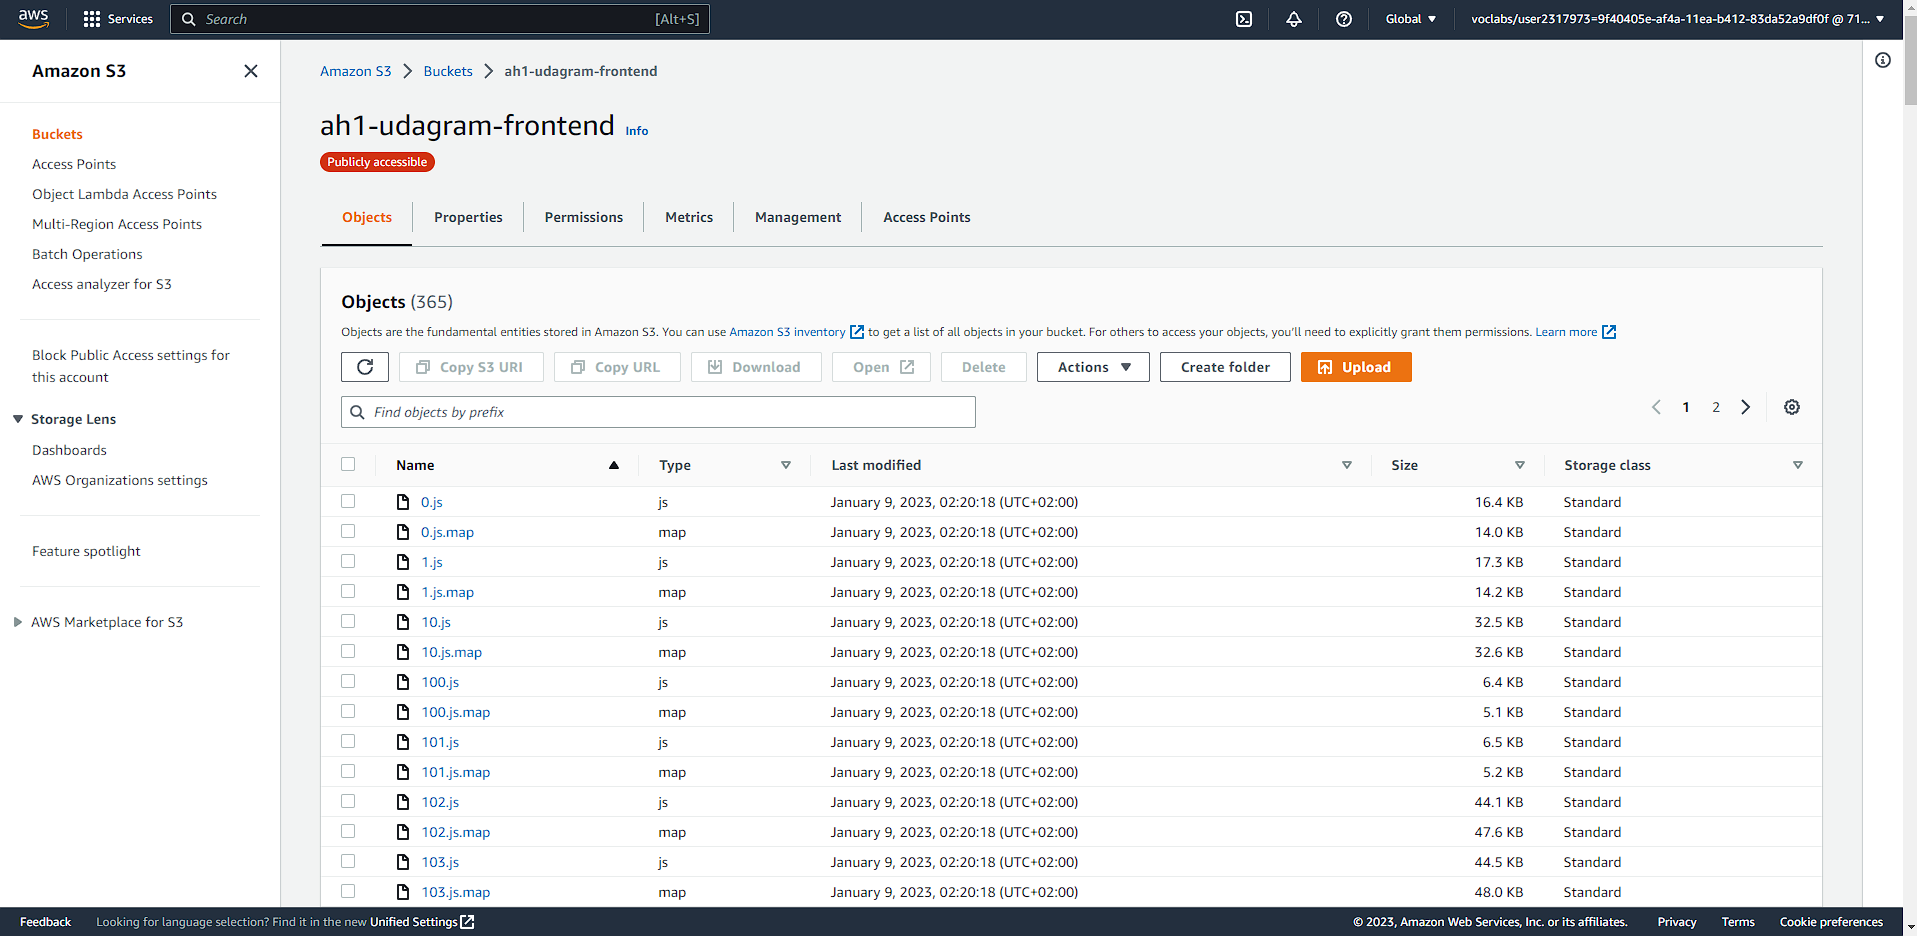 aws Services Search [Alt+S] Global voclabs/user2317973=9f40405e-af4a-11ea-b412-83da52a9df0f @ 71...
Amazon S3
Buckets
Access Points
Object Lambda Access Points
Multi-Region Access Points
Batch Operations
Access analyzer for S3
Block Public Access settings for
this account
Storage Lens
Dashboards
AWS Organizations settings
Feature spotlight
AWS Marketplace for S3
Amazon S3 Buckets ah1-udagram-frontend
ah1-udagram-frontend Info
Publicly accessible
Objects Properties Permissions Metrics Management Access Points
Objects (365)
Objects are the fundamental entities stored in Amazon S3. You can use Amazon S3 inventory to get a list of all objects in your bucket. For others to access your objects, you'll need to explicitly grant them permissions. Learn more
Copy S3 URI Copy URL Download Open Delete Actions Create folder Upload
Find objects by prefix 1 2
Name Type Last modified Size Storage class
0.js js January 9, 2023, 02:20:18 (UTC+02:00) 16.4 KB Standard
0.js.map map January 9, 2023, 02:20:18 (UTC+02:00) 14.0 KB Standard
1.js js January 9, 2023, 02:20:18 (UTC+02:00) 17.3 KB Standard
1.js.map map January 9, 2023, 02:20:18 (UTC+02:00) 14.2 KB Standard
10.js js January 9, 2023, 02:20:18 (UTC+02:00) 32.5 KB Standard
10.js.map map January 9, 2023, 02:20:18 (UTC+02:00) 32.6 KB Standard
100.js js January 9, 2023, 02:20:18 (UTC+02:00) 6.4 KB Standard
100.js.map map January 9, 2023, 02:20:18 (UTC+02:00) 5.1 KB Standard
101.js js January 9, 2023, 02:20:18 (UTC+02:00) 6.5 KB Standard
101.js.map map January 9, 2023, 02:20:18 (UTC+02:00) 5.2 KB Standard
102.js js January 9, 2023, 02:20:18 (UTC+02:00) 44.1 KB Standard
102.js.map map January 9, 2023, 02:20:18 (UTC+02:00) 47.6 KB Standard
103.js js January 9, 2023, 02:20:18 (UTC+02:00) 44.5 KB Standard
103.js.map map January 9, 2023, 02:20:18 (UTC+02:00) 48.0 KB Standard
Feedback Looking for language selection? Find it in the new Unified Settings © 2023, Amazon Web Services, Inc. or its affiliates. Privacy Terms Cookie preferences